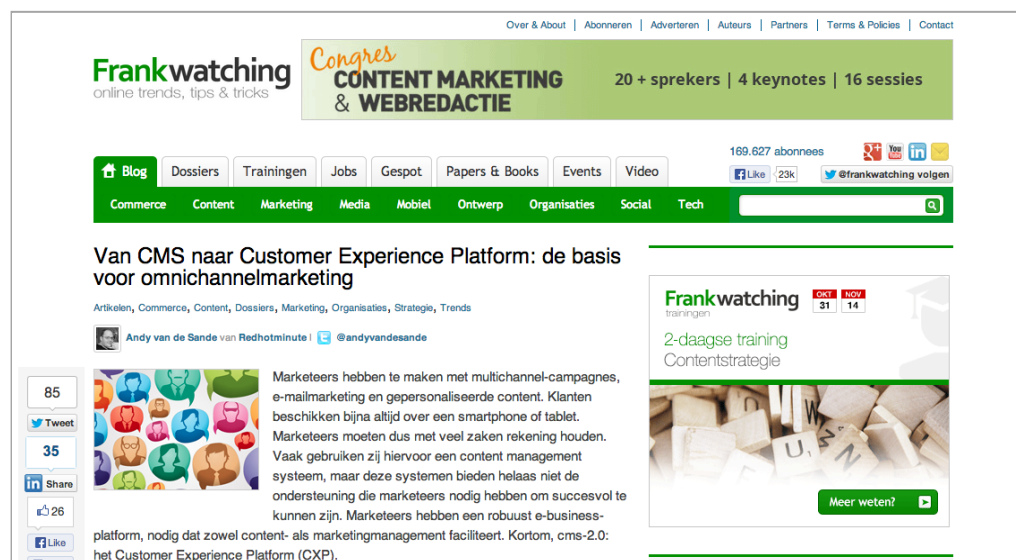 Over & About | Abonneren | Adverteren | Auteurs | Partners | Terms & Policies | Contact
Frankwatching
online trends, tips & tricks
Congres
CONTENT MARKETING
& WEBREDACTIE
20 + sprekers | 4 keynotes | 16 sessies
169.627 abonnees
Blog Dossiers Trainingen Jobs Gespot Papers & Books Events Video
Like 23k @frankwatching volgen
Commerce Content Marketing Media Mobiel Ontwerp Organisaties Social Tech
Van CMS naar Customer Experience Platform: de basis
voor omnichannelmarketing
Artikelen, Commerce, Content, Dossiers, Marketing, Organisaties, Strategie, Trends
Andy van de Sande van Redhotminute | @andyvandesande
85
Tweet
35
in Share
26
Like
Marketeers hebben te maken met multichannel-campagnes,
e-mailmarketing en gepersonaliseerde content. Klanten
beschikken bijna altijd over een smartphone of tablet.
Marketeers moeten dus met veel zaken rekening houden.
Vaak gebruiken zij hiervoor een content management
systeem, maar deze systemen bieden helaas niet de
ondersteuning die marketeers nodig hebben om succesvol te
kunnen zijn. Marketeers hebben een robuust e-business-
platform, nodig dat zowel content- als marketingmanagement faciliteert. Kortom, cms-2.0:
het Customer Experience Platform (CXP).
Frankwatching
trainingen
OKT 31 NOV 14
2-daagse training
Contentstrategie
Meer weten?